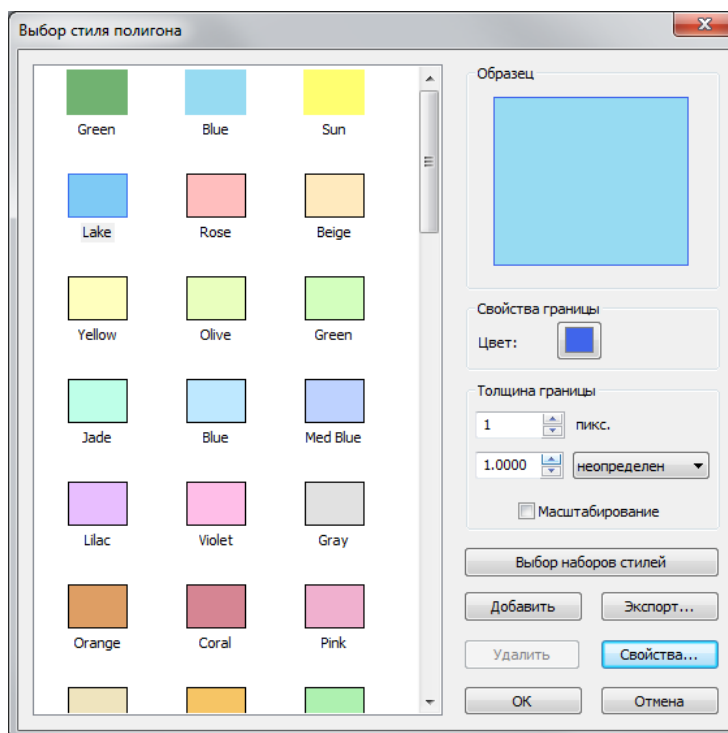 Выбор стиля полигона
Green Blue Sun
Lake Rose Beige
Yellow Olive Green
Jade Blue Med Blue
Lilac Violet Gray
Orange Coral Pink
Образец
Свойства границы
Цвет:
Толщина границы
1 пикс.
1.0000 неопределен
Масштабирование
Выбор наборов стилей
Добавить Экспорт...
Удалить Свойства...
OK Отмена